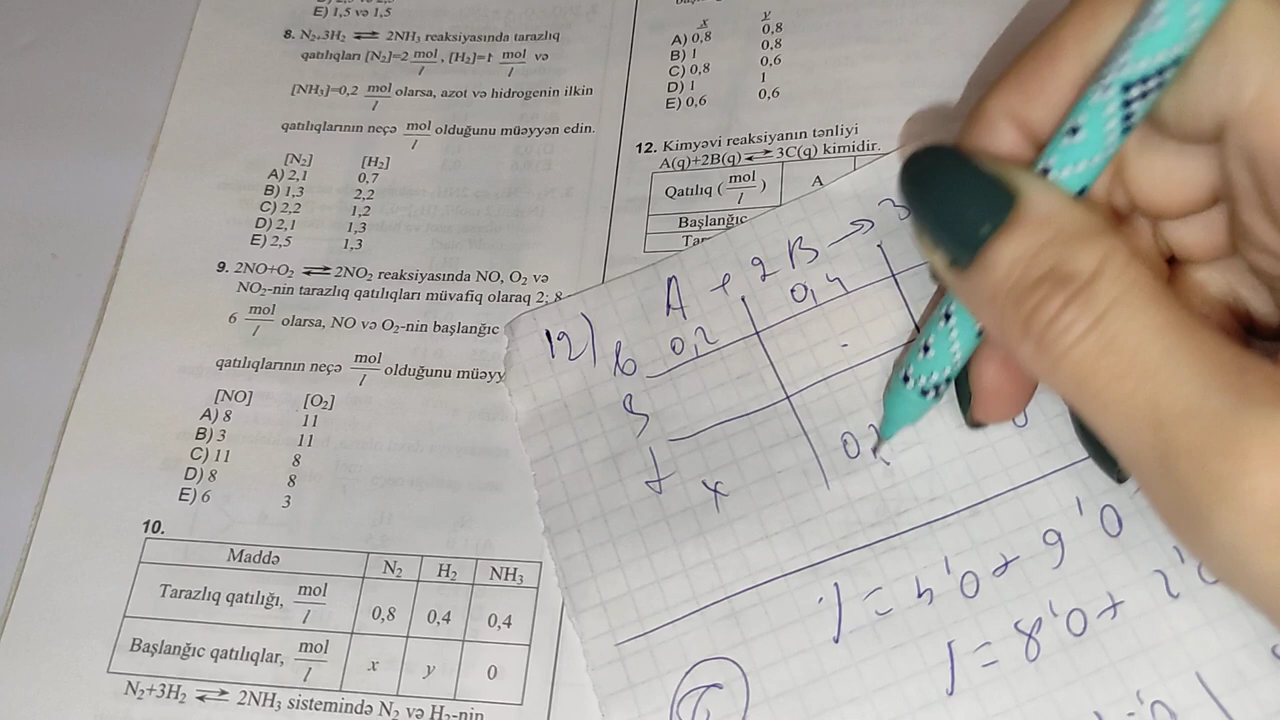 E) 1,5 və 1,5
8. N₂+3H₂ ⇌ 2NH₃ reaksiyasında tarazlıq
qatılıqları [N₂]=2 mol/l, [H₂]=1 mol/l və
[NH₃]=0,2 mol/l olarsa, azot və hidrogenin ilkin
qatılıqlarının neçə mol/l olduğunu müəyyən edin.
[N₂] [H₂]
A) 2,1 0,7
B) 1,3 2,2
C) 2,2 1,2
D) 2,1 1,3
E) 2,5 1,3
9. 2NO+O₂ ⇌ 2NO₂ reaksiyasında NO, O₂ və
NO₂-nin tarazlıq qatılıqları müvafiq olaraq 2; 8
6 mol/l olarsa, NO və O₂-nin başlanğıc
qatılıqlarının neçə mol/l olduğunu müəyy
[NO] [O₂]
A) 8 11
B) 3 11
C) 11 8
D) 8 8
E) 6 3
10.
Maddə N₂ H₂ NH₃
Tarazlıq qatılığı, mol/l 0,8 0,4 0,4
Başlanğıc qatılıqlar, mol/l x y 0
N₂+3H₂ ⇌ 2NH₃ sistemində N₂ və H₂-nin
x y
A) 0,8 0,8
B) 1 0,8
C) 0,8 0,6
D) 1 1
E) 0,6 0,6
12. Kimyəvi reaksiyanın tənliyi
A(q)+2B(q) ⇌ 3C(q) kimidir.
Qatılıq (mol/l) A
Başlanğıc
12) A + 2B → 3
b 0,2 0,4
s
t x
0,6+0,4=1
+0,8=1